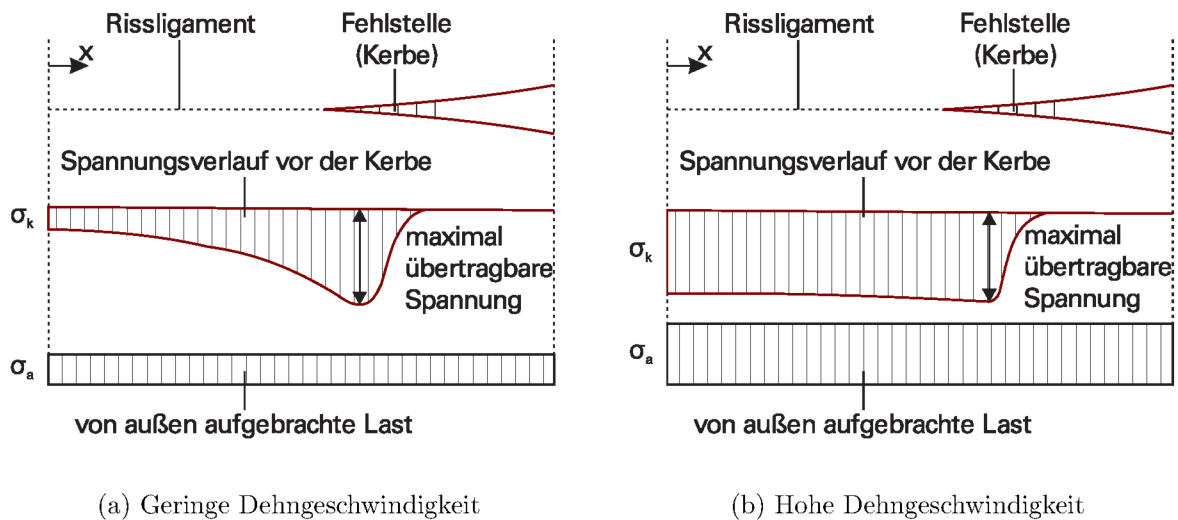 Rissligament
Fehlstelle
(Kerbe)
x
Spannungsverlauf vor der Kerbe
σk
maximal
übertragbare
Spannung
σa
von außen aufgebrachte Last
(a) Geringe Dehngeschwindigkeit
Rissligament
Fehlstelle
(Kerbe)
x
Spannungsverlauf vor der Kerbe
σk
maximal
übertragbare
Spannung
σa
von außen aufgebrachte Last
(b) Hohe Dehngeschwindigkeit